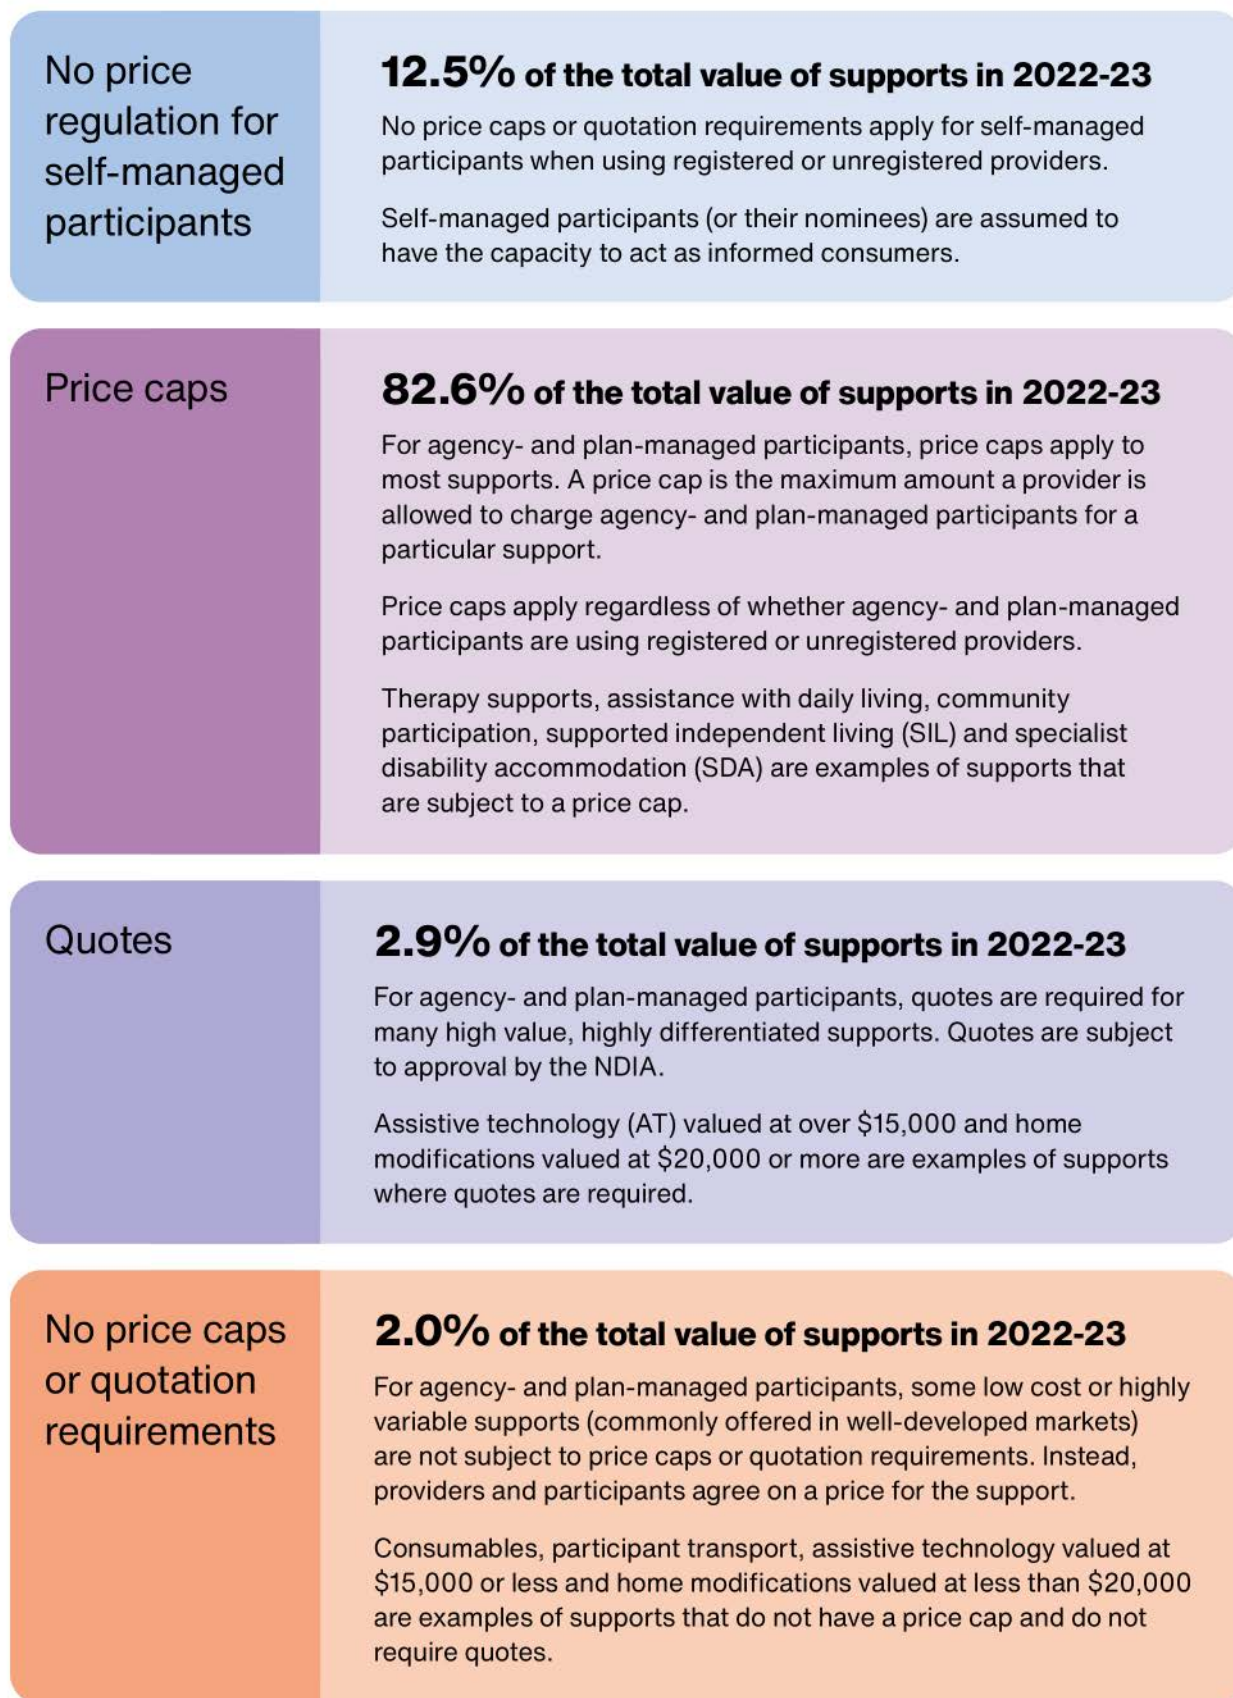 No price
regulation for
self-managed
participants
12.5% of the total value of supports in 2022-23
No price caps or quotation requirements apply for self-managed
participants when using registered or unregistered providers.
Self-managed participants (or their nominees) are assumed to
have the capacity to act as informed consumers.
Price caps
82.6% of the total value of supports in 2022-23
For agency- and plan-managed participants, price caps apply to
most supports. A price cap is the maximum amount a provider is
allowed to charge agency- and plan-managed participants for a
particular support.
Price caps apply regardless of whether agency- and plan-managed
participants are using registered or unregistered providers.
Therapy supports, assistance with daily living, community
participation, supported independent living (SIL) and specialist
disability accommodation (SDA) are examples of supports that
are subject to a price cap.
Quotes
2.9% of the total value of supports in 2022-23
For agency- and plan-managed participants, quotes are required for
many high value, highly differentiated supports. Quotes are subject
to approval by the NDIA.
Assistive technology (AT) valued at over $15,000 and home
modifications valued at $20,000 or more are examples of supports
where quotes are required.
No price caps
or quotation
requirements
2.0% of the total value of supports in 2022-23
For agency- and plan-managed participants, some low cost or highly
variable supports (commonly offered in well-developed markets)
are not subject to price caps or quotation requirements. Instead,
providers and participants agree on a price for the support.
Consumables, participant transport, assistive technology valued at
$15,000 or less and home modifications valued at less than $20,000
are examples of supports that do not have a price cap and do not
require quotes.